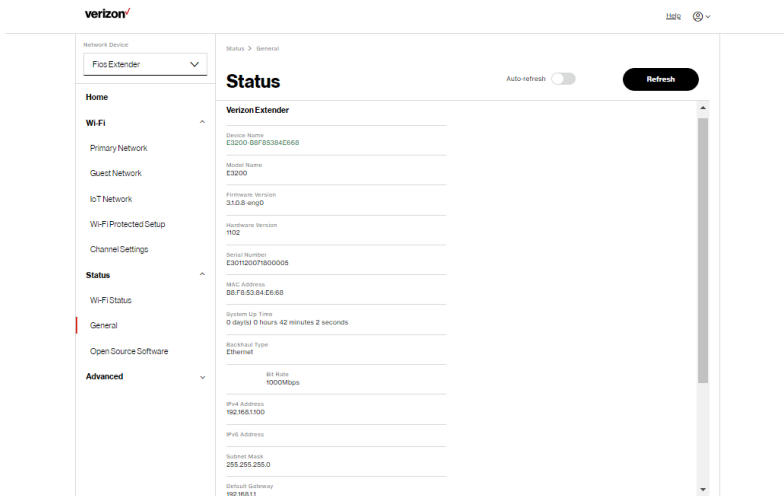 verizon
Help
Network Device
Fios Extender
Home
Wi-Fi
Primary Network
Guest Network
IoT Network
Wi-Fi Protected Setup
Channel Settings
Status
Wi-Fi Status
General
Open Source Software
Advanced
Status > General
Status
Auto-refresh
Refresh
Verizon Extender
Device Name
E3200-B8F85384E668
Model Name
E3200
Firmware Version
3.1.0.8-eng0
Hardware Version
1102
Serial Number
E301120071800005
MAC Address
B8:F8:53:84:E6:68
System Up Time
0 day(s) 0 hours 42 minutes 2 seconds
Backhaul Type
Ethernet
Bit Rate
1000Mbps
IPv4 Address
192.168.1.100
IPv6 Address
Subnet Mask
255.255.255.0
Default Gateway
192.168.1.1